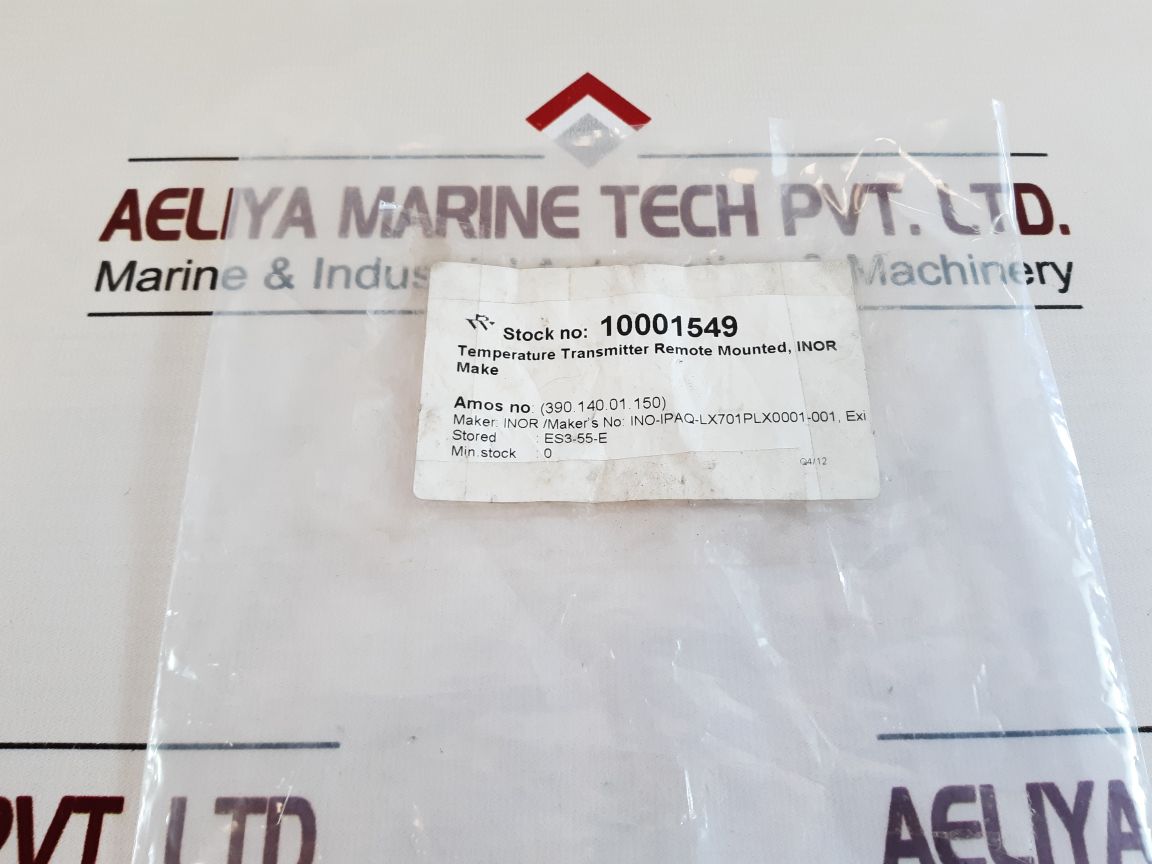 AELIYA MARINE TECH PVT. LTD.
Marine & Industrial Automation & Machinery
Stock no: 10001549
Temperature Transmitter Remote Mounted, INOR
Make
Amos no: (390.140.01.150)
Maker: INOR /Maker's No: INO-IPAQ-LX701PLX0001-001, Exi
Stored : ES3-55-E
Min.stock : 0
Q4/12
PVT. LTD
AELIYA